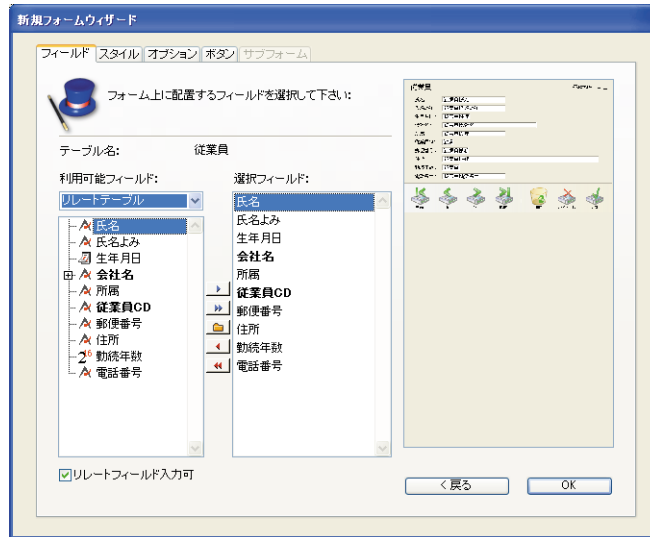 新規フォームウィザード
フィールド スタイル オプション ボタン サブフォーム
フォーム上に配置するフィールドを選択して下さい:
テーブル名: 従業員
利用可能フィールド: 選択フィールド:
リレートテーブル
氏名
氏名よみ
生年月日
会社名
所属
従業員CD
郵便番号
住所
勤続年数
電話番号
氏名
氏名よみ
生年月日
会社名
所属
従業員CD
郵便番号
住所
勤続年数
電話番号
リレートフィールド入力可
従業員
< 戻る OK